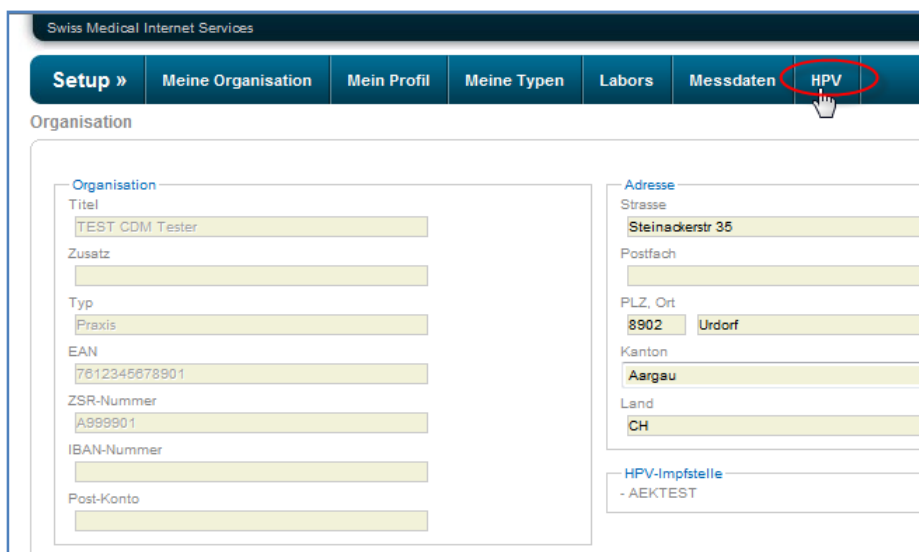 Swiss Medical Internet Services
Setup » Meine Organisation Mein Profil Meine Typen Labors Messdaten HPV
Organisation
Organisation
Titel
TEST CDM Tester
Zusatz
Typ
Praxis
EAN
7612345678901
ZSR-Nummer
A999901
IBAN-Nummer
Post-Konto
Adresse
Strasse
Steinackerstr 35
Postfach
PLZ, Ort
8902 Urdorf
Kanton
Aargau
Land
CH
HPV-Impfstelle
- AEKTEST